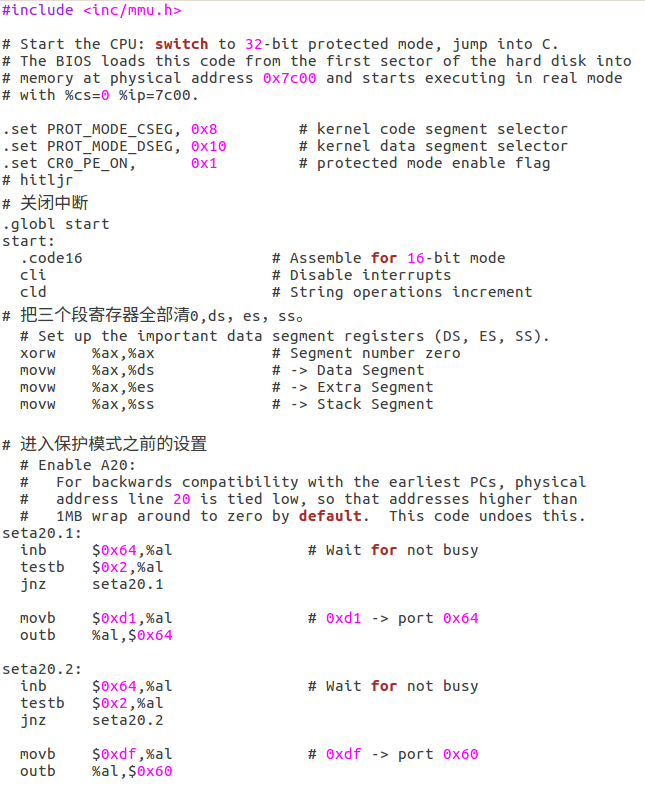 #include <inc/mmu.h>
# Start the CPU: switch to 32-bit protected mode, jump into C.
# The BIOS loads this code from the first sector of the hard disk into
# memory at physical address 0x7c00 and starts executing in real mode
# with %cs=0 %ip=7c00.
.set PROT_MODE_CSEG, 0x8         # kernel code segment selector
.set PROT_MODE_DSEG, 0x10        # kernel data segment selector
.set CR0_PE_ON,      0x1         # protected mode enable flag
# hitljr
# 关闭中断
.globl start
start:
  .code16                     # Assemble for 16-bit mode
  cli                         # Disable interrupts
  cld                         # String operations increment
# 把三个段寄存器全部清0,ds，es，ss。
  # Set up the important data segment registers (DS, ES, SS).
  xorw    %ax,%ax             # Segment number zero
  movw    %ax,%ds             # -> Data Segment
  movw    %ax,%es             # -> Extra Segment
  movw    %ax,%ss             # -> Stack Segment
# 进入保护模式之前的设置
  # Enable A20:
  #   For backwards compatibility with the earliest PCs, physical
  #   address line 20 is tied low, so that addresses higher than
  #   1MB wrap around to zero by default.  This code undoes this.
seta20.1:
  inb     $0x64,%al               # Wait for not busy
  testb   $0x2,%al
  jnz     seta20.1
  movb    $0xd1,%al               # 0xd1 -> port 0x64
  outb    %al,$0x64
seta20.2:
  inb     $0x64,%al               # Wait for not busy
  testb   $0x2,%al
  jnz     seta20.2
  movb    $0xdf,%al               # 0xdf -> port 0x60
  outb    %al,$0x60